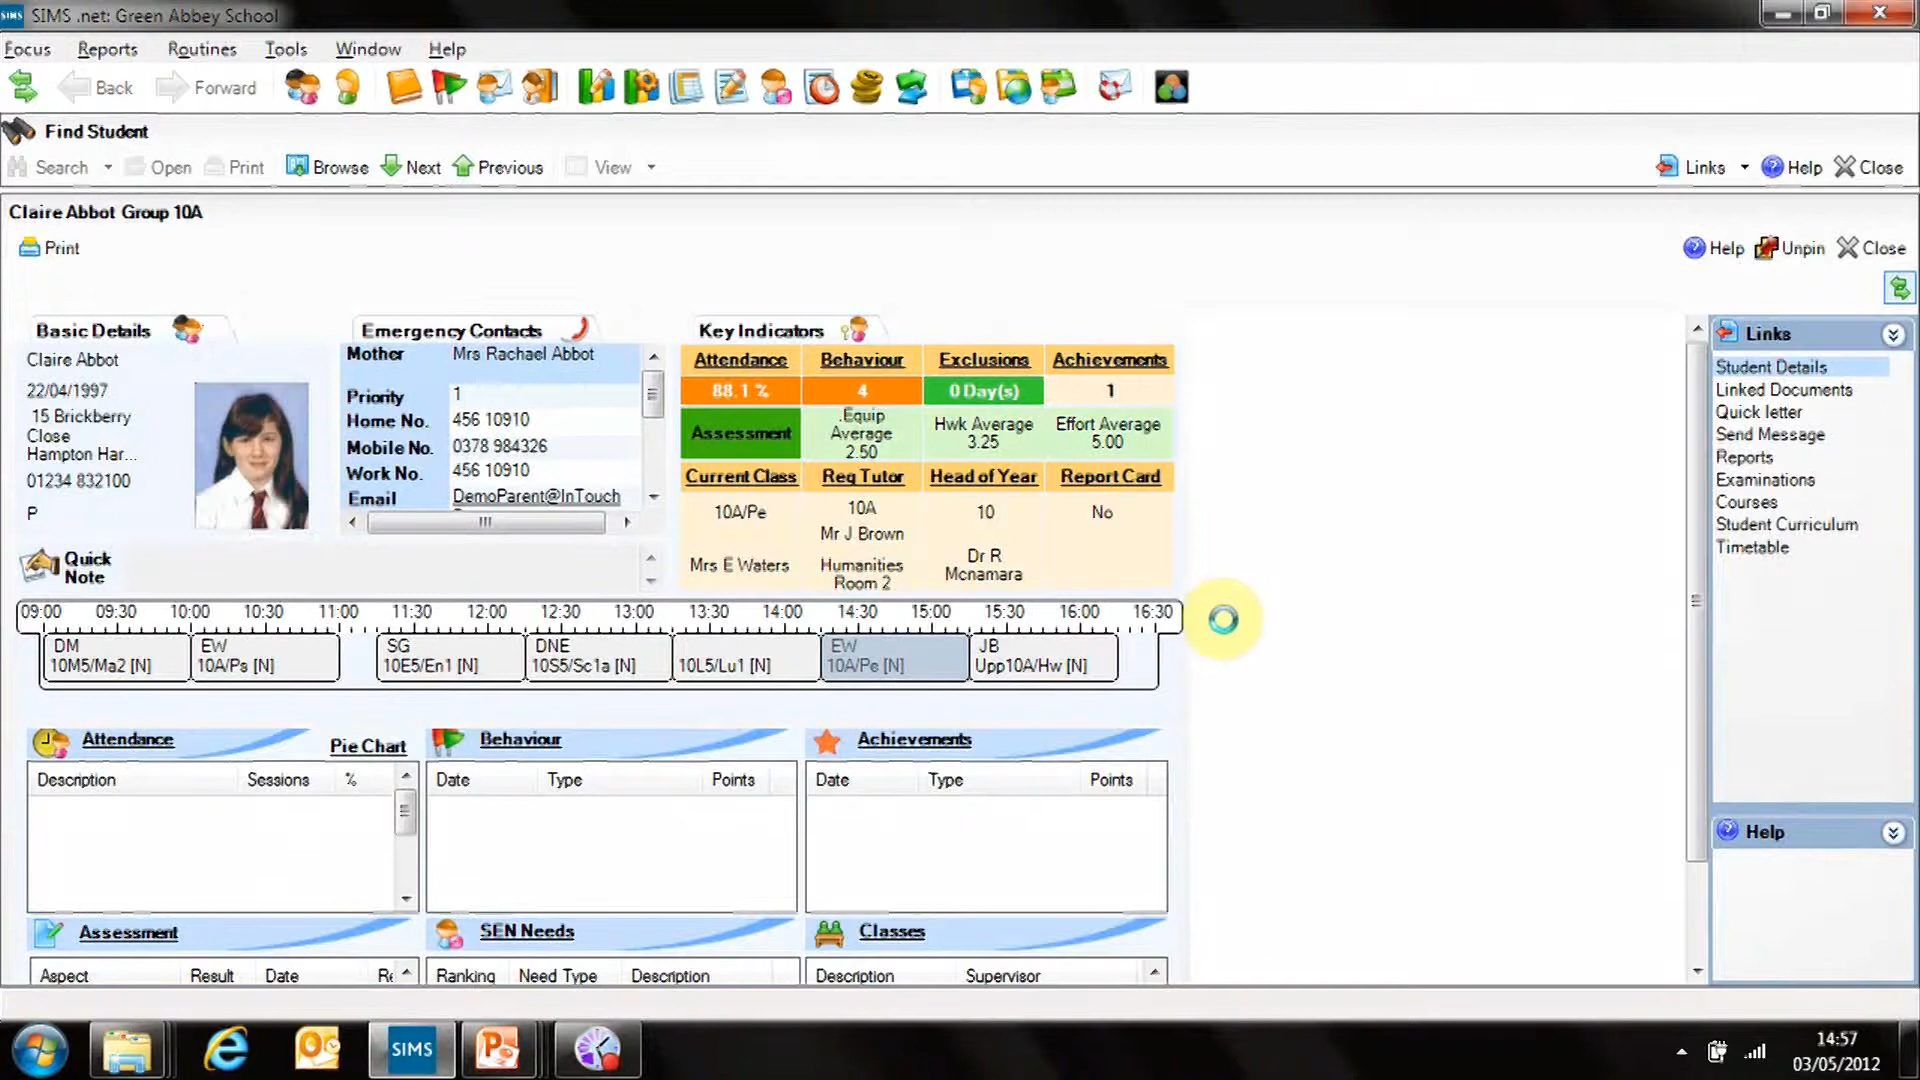 SIMS SIMS .net: Green Abbey School
Focus Reports Routines Tools Window Help
Back Forward
Find Student
Search Open Print Browse Next Previous View Links Help Close
Claire Abbot Group 10A
Print Help Unpin Close
Basic Details
Claire Abbot
22/04/1997
15 Brickberry
Close
Hampton Har...
01234 832100
P
Emergency Contacts
Mother Mrs Rachael Abbot
Priority 1
Home No. 456 10910
Mobile No. 0378 984326
Work No. 456 10910
Email DemoParent@InTouch
Key Indicators
Attendance Behaviour Exclusions Achievements
88.1 % 4 0 Day(s) 1
Assessment
.Equip
Average
2.50
Hwk Average
3.25
Effort Average
5.00
Current Class Reg Tutor Head of Year Report Card
10A/Pe 10A 10 No
Mr J Brown
Mrs E Waters Humanities
Room 2
Dr R
Mcnamara
Quick
Note
09:00 09:30 10:00 10:30 11:00 11:30 12:00 12:30 13:00 13:30 14:00 14:30 15:00 15:30 16:00 16:30
DM EW SG DNE EW JB
10M5/Ma2 [N] 10A/Ps [N] 10E5/En1 [N] 10S5/Sc1a [N] 10L5/Lu1 [N] 10A/Pe [N] Upp10A/Hw [N]
Attendance Pie Chart Behaviour Achievements
Description Sessions % Date Type Points Date Type Points
Assessment SEN Needs Classes
Aspect Result Date Re Ranking Need Type Description Description Supervisor
Links
Student Details
Linked Documents
Quick letter
Send Message
Reports
Examinations
Courses
Student Curriculum
Timetable
Help
SIMS
14:57
03/05/2012